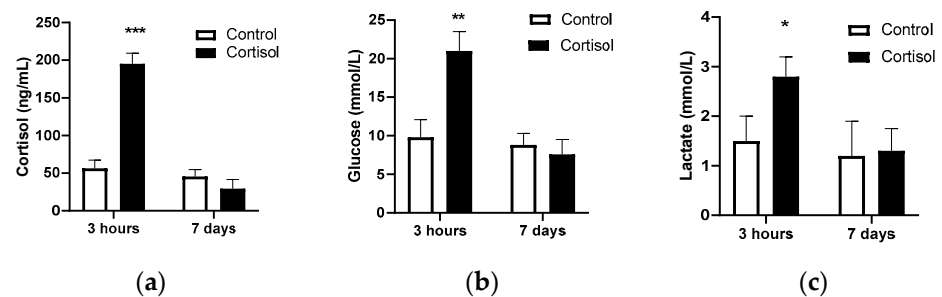 Cortisol (ng/mL)
250
200
150
100
50
0
***
Control
Cortisol
3 hours
7 days
(a)
Glucose (mmol/L)
25
20
15
10
5
0
**
Control
Cortisol
3 hours
7 days
(b)
Lactate (mmol/L)
4
3
2
1
0
*
Control
Cortisol
3 hours
7 days
(c)